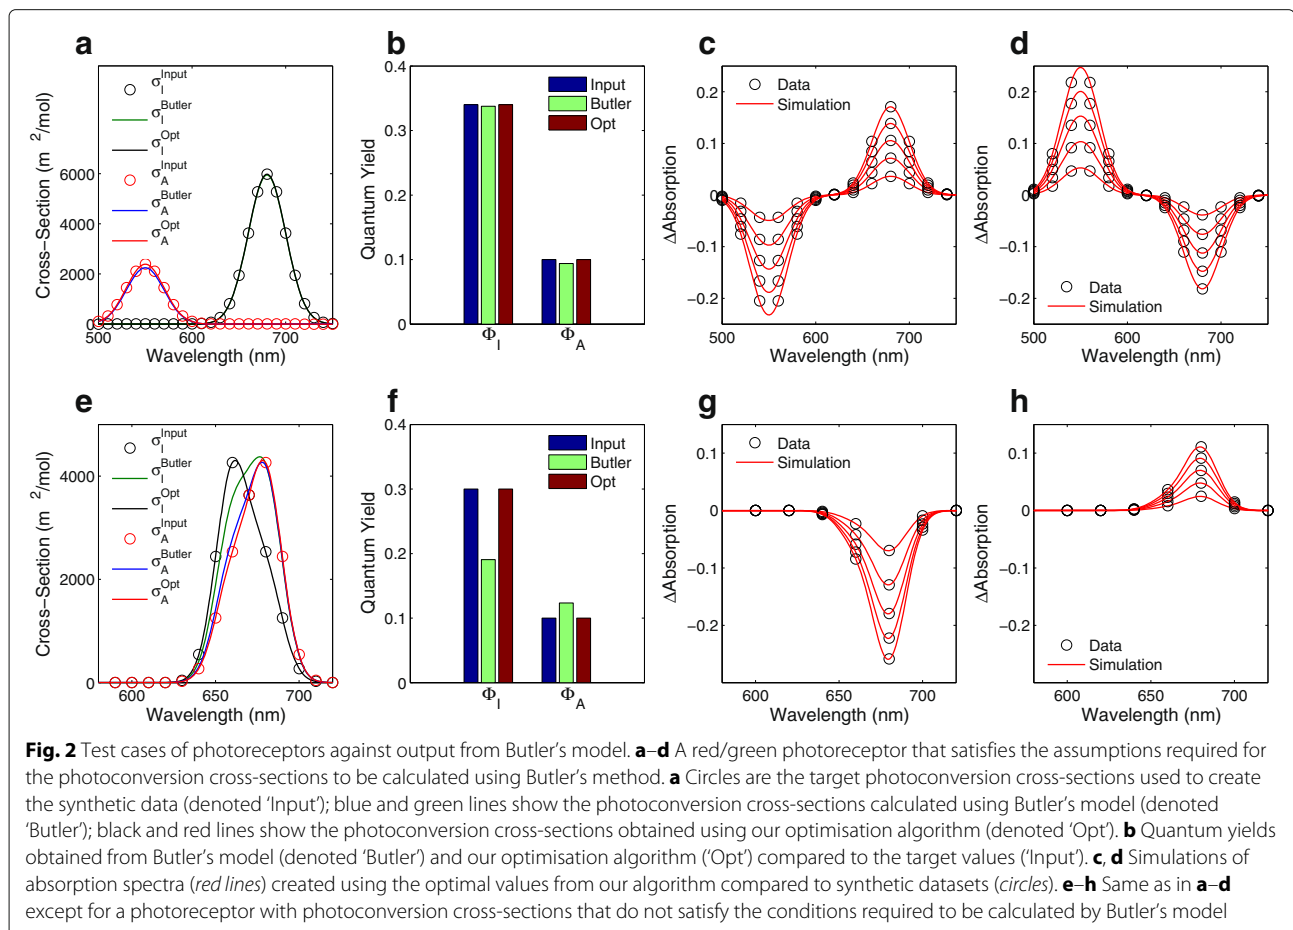 a
Cross−Section (m 2/mol)
6000
4000
2000
0
500 600 700
Wavelength (nm)
σIInput
σIButler
σIOpt
σAInput
σAButler
σAOpt
b
Quantum Yield
0.4
0.3
0.2
0.1
0
ΦI ΦA
Input
Butler
Opt
c
ΔAbsorption
0.2
0.1
0
−0.1
−0.2
500 600 700
Wavelength (nm)
Data
Simulation
d
ΔAbsorption
0.2
0.1
0
−0.1
−0.2
500 600 700
Wavelength (nm)
Data
Simulation
e
Cross−Section (m 2/mol)
4000
2000
0
600 650 700
Wavelength (nm)
σIInput
σIButler
σIOpt
σAInput
σAButler
σAOpt
f
Quantum Yield
0.4
0.3
0.2
0.1
0
ΦI ΦA
Input
Butler
Opt
g
ΔAbsorption
0.1
0
−0.1
−0.2
600 650 700
Wavelength (nm)
Data
Simulation
h
ΔAbsorption
0.1
0
−0.1
−0.2
600 650 700
Wavelength (nm)
Data
Simulation
Fig. 2 Test cases of photoreceptors against output from Butler's model. a–d A red/green photoreceptor that satisfies the assumptions required for
the photoconversion cross-sections to be calculated using Butler's method. a Circles are the target photoconversion cross-sections used to create
the synthetic data (denoted 'Input'); blue and green lines show the photoconversion cross-sections calculated using Butler's model (denoted
'Butler'); black and red lines show the photoconversion cross-sections obtained using our optimisation algorithm (denoted 'Opt'). b Quantum yields
obtained from Butler's model (denoted 'Butler') and our optimisation algorithm ('Opt') compared to the target values ('Input'). c, d Simulations of
absorption spectra (red lines) created using the optimal values from our algorithm compared to synthetic datasets (circles). e–h Same as in a–d
except for a photoreceptor with photoconversion cross-sections that do not satisfy the conditions required to be calculated by Butler's model